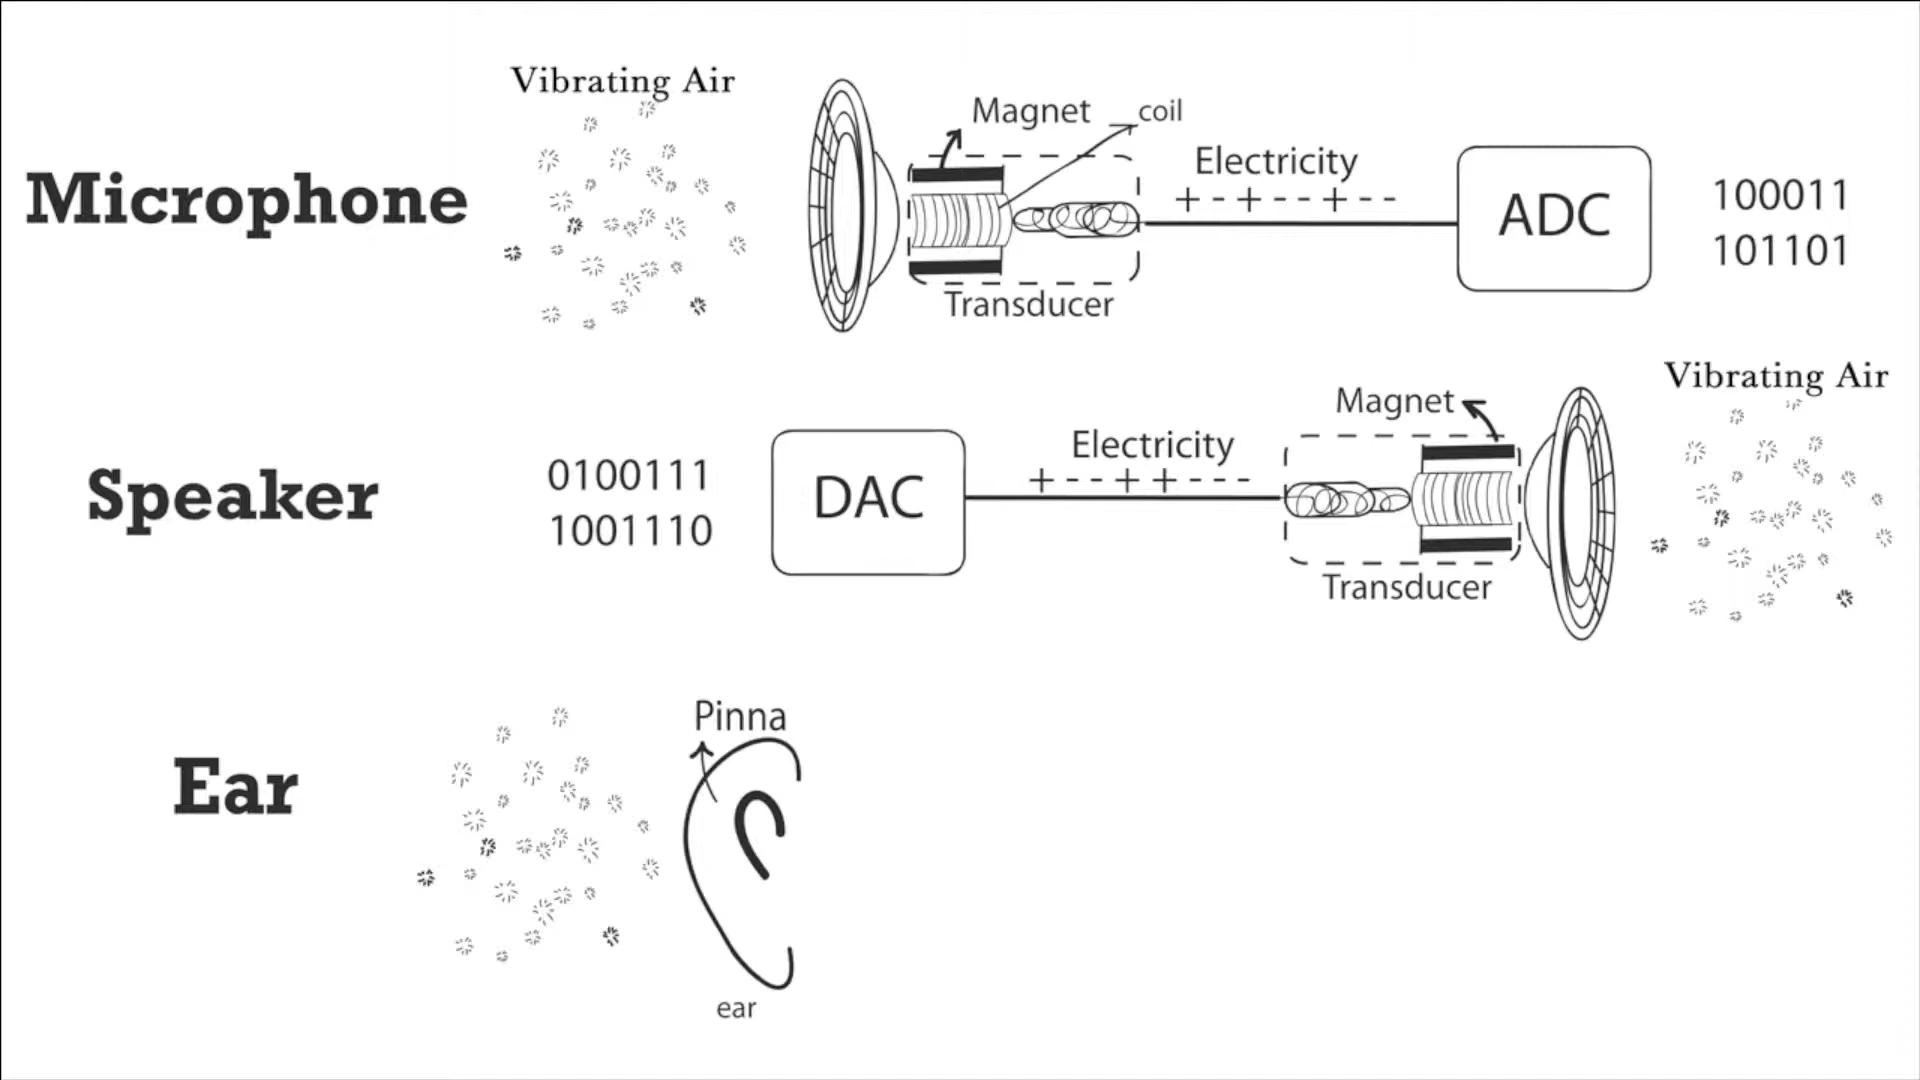 Vibrating Air
Magnet
coil
Microphone
Electricity
+--+--+--
ADC
100011
101101
Transducer
Vibrating Air
Magnet
Speaker
0100111
1001110
DAC
Electricity
+--+-+---
Transducer
Pinna
Ear
ear